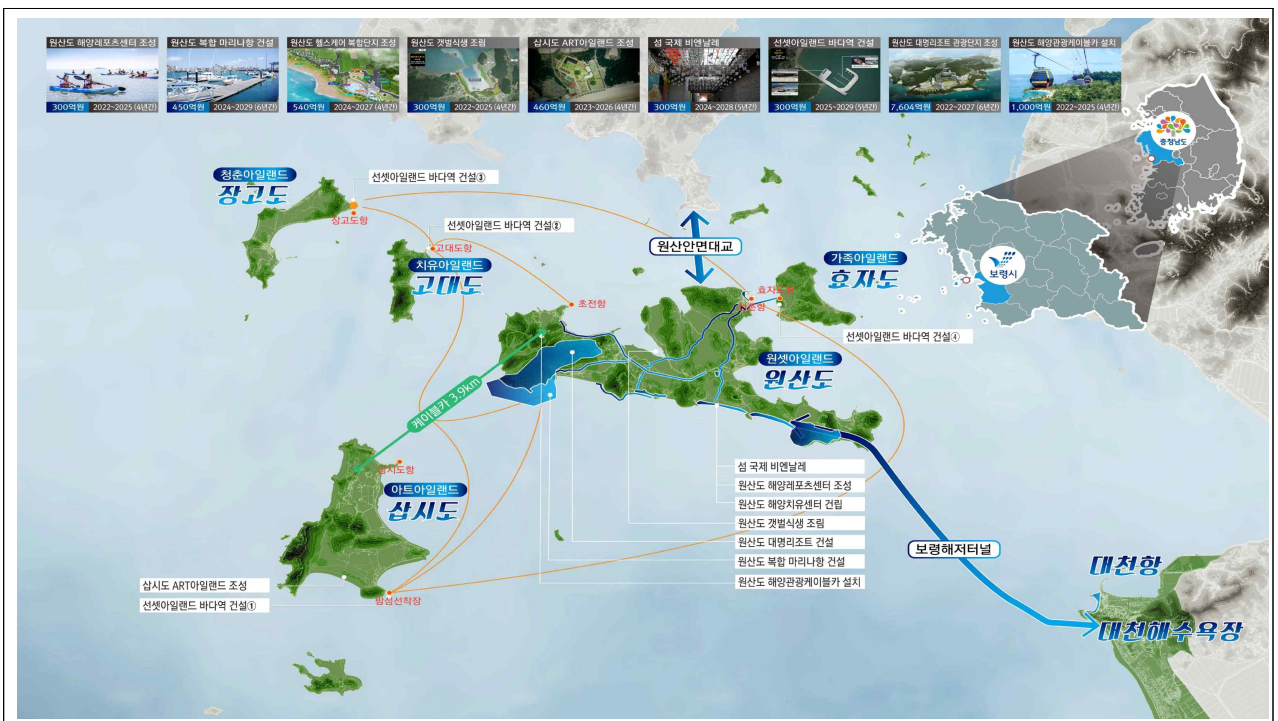 원산도 해양레포츠센터 조성
300억원 2022~2025 (4년간)
원산도 복합 마리나항 건설
450억원 2024~2029 (6년간)
원산도 헬스케어 복합단지 조성
540억원 2024~2027 (4년간)
원산도 갯벌식생 조림
300억원 2022~2025 (4년간)
삽시도 ART아일랜드 조성
460억원 2023~2026 (4년간)
섬 국제 비엔날레
300억원 2024~2028 (5년간)
선셋아일랜드 바다역 건설
300억원 2025~2029 (5년간)
원산도 대명리조트 관광단지 조성
7,604억원 2022~2027 (6년간)
원산도 해양관광케이블카 설치
1,000억원 2022~2025 (4년간)
충청남도
보령시
청춘아일랜드
장고도
선셋아일랜드 바다역 건설③
장고도항
선셋아일랜드 바다역 건설②
고대도항
치유아일랜드
고대도
원산안면대교
가족아일랜드
효자도
초전항
선셋아일랜드 바다역 건설④
원셋아일랜드
원산도
케이블카 3.9km
아트아일랜드
삽시도
섬 국제 비엔날레
원산도 해양레포츠센터 조성
원산도 해양치유센터 건립
원산도 갯벌식생 조림
원산도 대명리조트 건설
원산도 복합 마리나항 건설
원산도 해양관광케이블카 설치
보령해저터널
대천항
대천해수욕장
삽시도 ART아일랜드 조성
선셋아일랜드 바다역 건설①
밤섬선착장